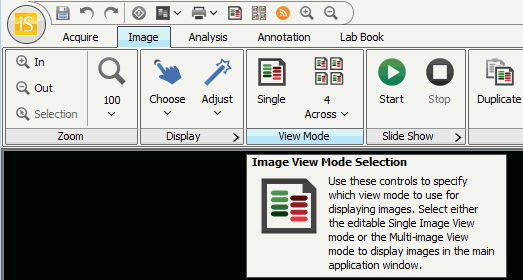 iS
Acquire Image Analysis Annotation Lab Book
In
Out
Selection
100
Choose Adjust
Single
4
Across
Start Stop
Duplicate
Zoom Display View Mode Slide Show
Image View Mode Selection
Use these controls to specify
which view mode to use for
displaying images. Select either
the editable Single Image View
mode or the Multi-image View
mode to display images in the main
application window.